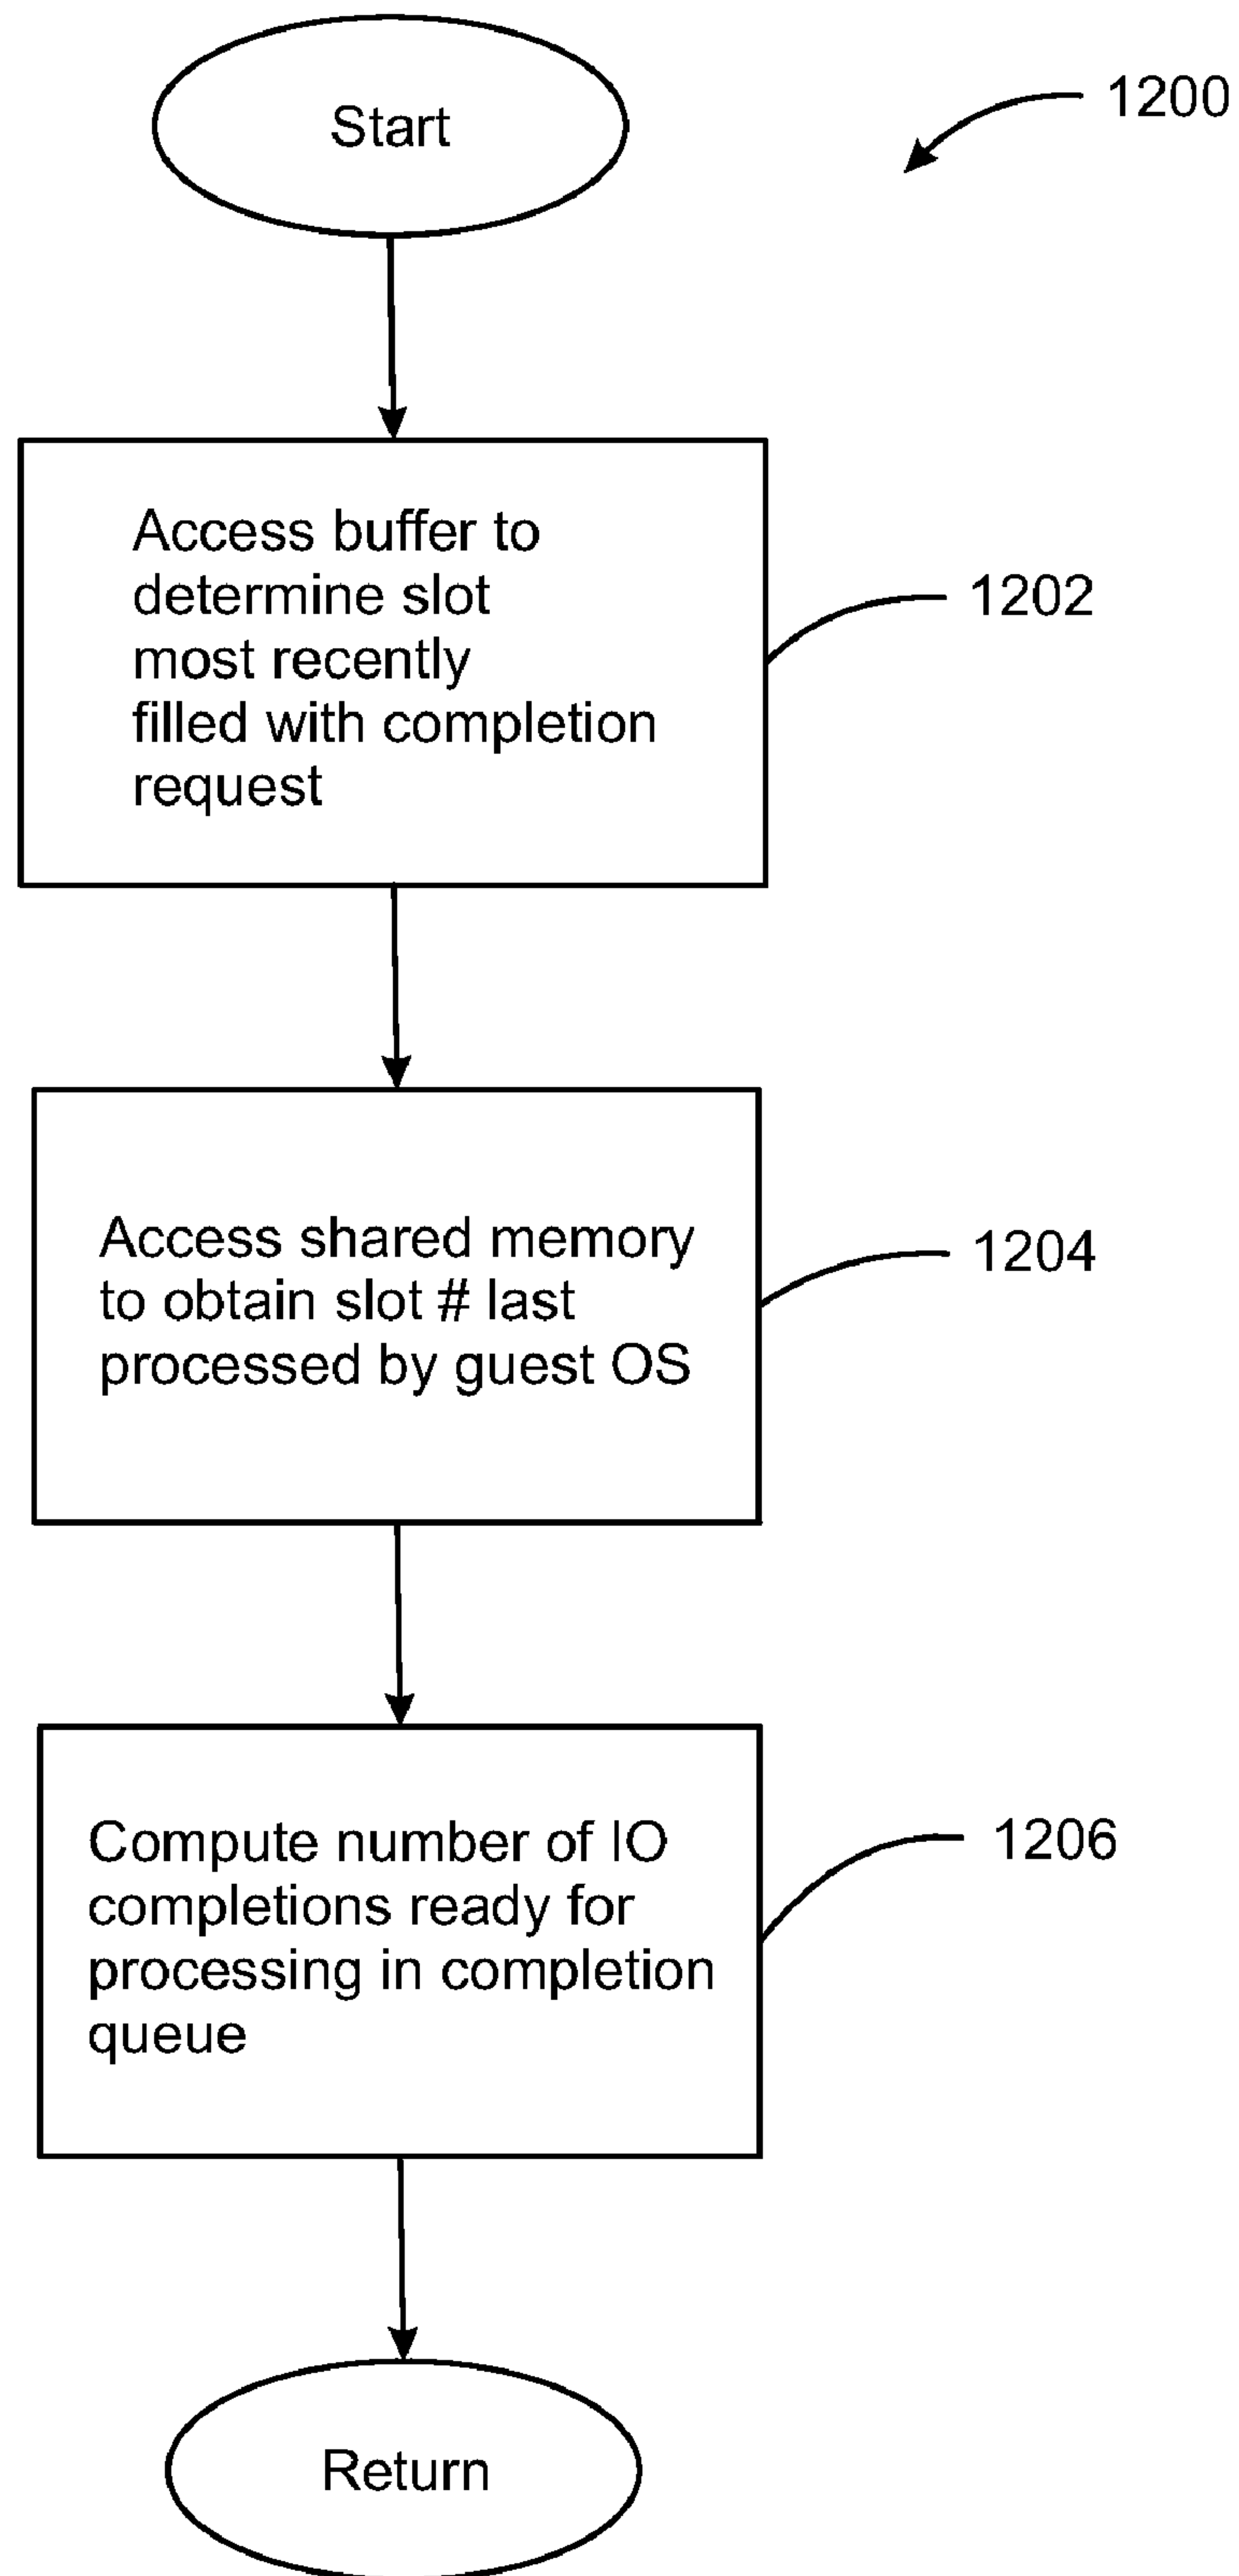 Start
1200
Access buffer to
determine slot
most recently
filled with completion
request
1202
Access shared memory
to obtain slot # last
processed by guest OS
1204
Compute number of IO
completions ready for
processing in completion
queue
1206
Return